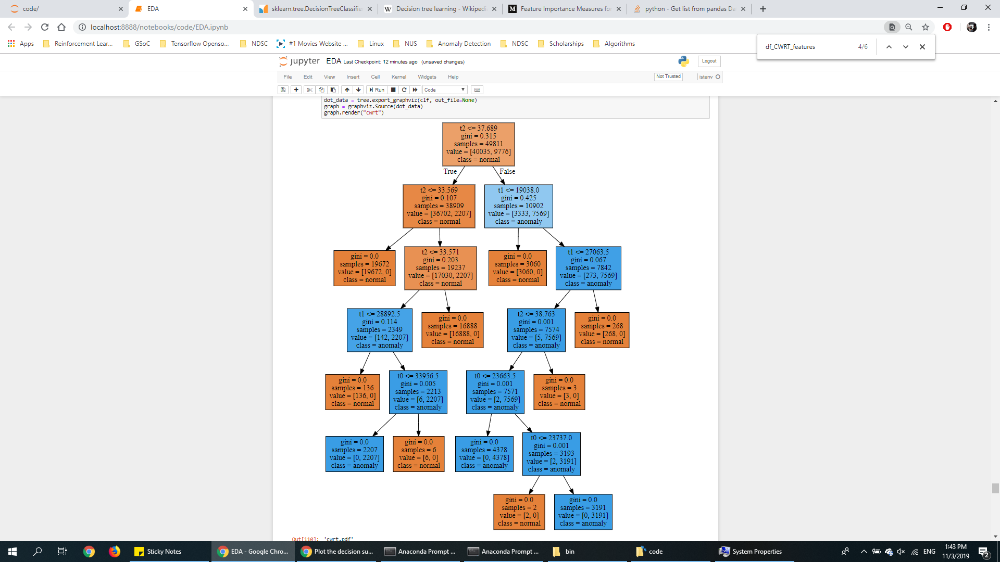 code/
EDA
sklearn.tree.DecisionTreeClassifie
Decision tree learning - Wikipedi
Feature Importance Measures fo
python - Get list from pandas Da
localhost:8888/notebooks/code/EDA.ipynb
Apps
Reinforcement Lear...
GSoC
Tensorflow Openso...
NDSC
#1 Movies Website ...
Linux
NUS
Anomaly Detection
NDSC
Scholarships
Algorithms
df_CWRT_features
4/6
jupyter
EDA
Last Checkpoint: 12 minutes ago
(unsaved changes)
Logout
File
Edit
View
Insert
Cell
Kernel
Widgets
Help
Not Trusted
istenv
Run
Code
dot_data = tree.export_graphviz(clf, out_file=None)
graph = graphviz.Source(dot_data)
graph.render("cwrt")
t2 <= 37.689
gini = 0.315
samples = 49811
value = [40035, 9776]
class = normal
True
False
t2 <= 33.569
gini = 0.107
samples = 38909
value = [36702, 2207]
class = normal
t1 <= 19038.0
gini = 0.425
samples = 10902
value = [3333, 7569]
class = anomaly
gini = 0.0
samples = 19672
value = [19672, 0]
class = normal
t2 <= 33.571
gini = 0.203
samples = 19237
value = [17030, 2207]
class = normal
gini = 0.0
samples = 3060
value = [3060, 0]
class = normal
t1 <= 27063.5
gini = 0.067
samples = 7842
value = [273, 7569]
class = anomaly
t1 <= 28892.5
gini = 0.114
samples = 2349
value = [142, 2207]
class = anomaly
gini = 0.0
samples = 16888
value = [16888, 0]
class = normal
t2 <= 38.763
gini = 0.001
samples = 7574
value = [5, 7569]
class = anomaly
gini = 0.0
samples = 268
value = [268, 0]
class = normal
gini = 0.0
samples = 136
value = [136, 0]
class = normal
t0 <= 33956.5
gini = 0.005
samples = 2213
value = [6, 2207]
class = anomaly
t0 <= 23663.5
gini = 0.001
samples = 7571
value = [2, 7569]
class = anomaly
gini = 0.0
samples = 3
value = [3, 0]
class = normal
gini = 0.0
samples = 2207
value = [0, 2207]
class = anomaly
gini = 0.0
samples = 6
value = [6, 0]
class = normal
gini = 0.0
samples = 4378
value = [0, 4378]
class = anomaly
t0 <= 23737.0
gini = 0.001
samples = 3193
value = [2, 3191]
class = anomaly
gini = 0.0
samples = 2
value = [2, 0]
class = normal
gini = 0.0
samples = 3191
value = [0, 3191]
class = anomaly
Out[110]: 'cwrt.pdf'
Sticky Notes
EDA - Google Chro...
Plot the decision su...
Anaconda Prompt ...
Anaconda Prompt ...
bin
code
System Properties
ENG
1:43 PM
11/3/2019
2